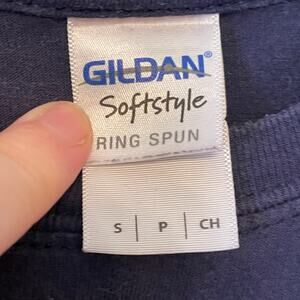 GILDAN®
Softstyle
RING SPUN
S | P | CH